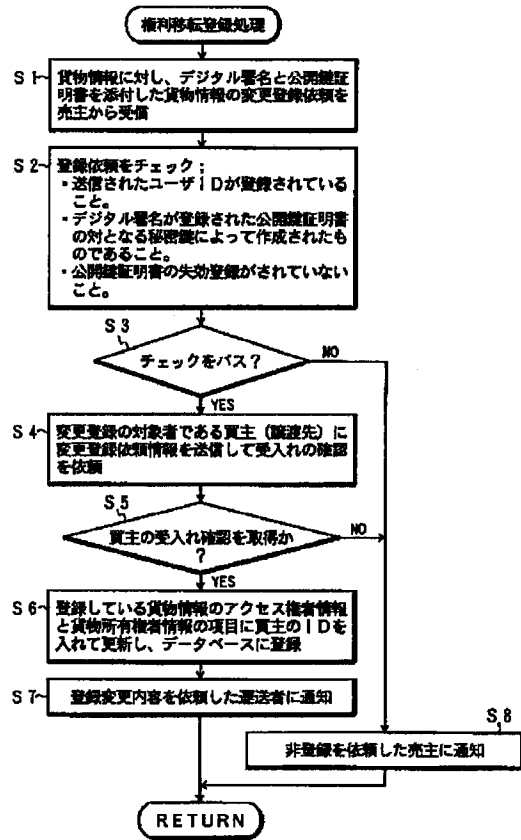 権利移転登録処理
S1
貨物情報に対し、デジタル署名と公開鍵証
明書を添付した貨物情報の変更登録依頼を
売主から受信
S2
登録依頼をチェック;
・送信されたユーザIDが登録されている
こと。
・デジタル署名が登録された公開鍵証明書
の対となる秘密鍵によって作成されたも
のであること。
・公開鍵証明書の失効登録がされていない
こと。
S3
チェックをパス?
NO
YES
S4
変更登録の対象者である買主(譲渡先)に
変更登録依頼情報を送信して受入れの確認
を依頼
S5
買主の受入れ確認を取得か
?
NO
YES
S6
登録している貨物情報のアクセス権者情報
と貨物所有権者情報の項目に買主のIDを
入れて更新し、データベースに登録
S7
登録変更内容を依頼した運送者に通知
S8
非登録を依頼した売主に通知
RETURN